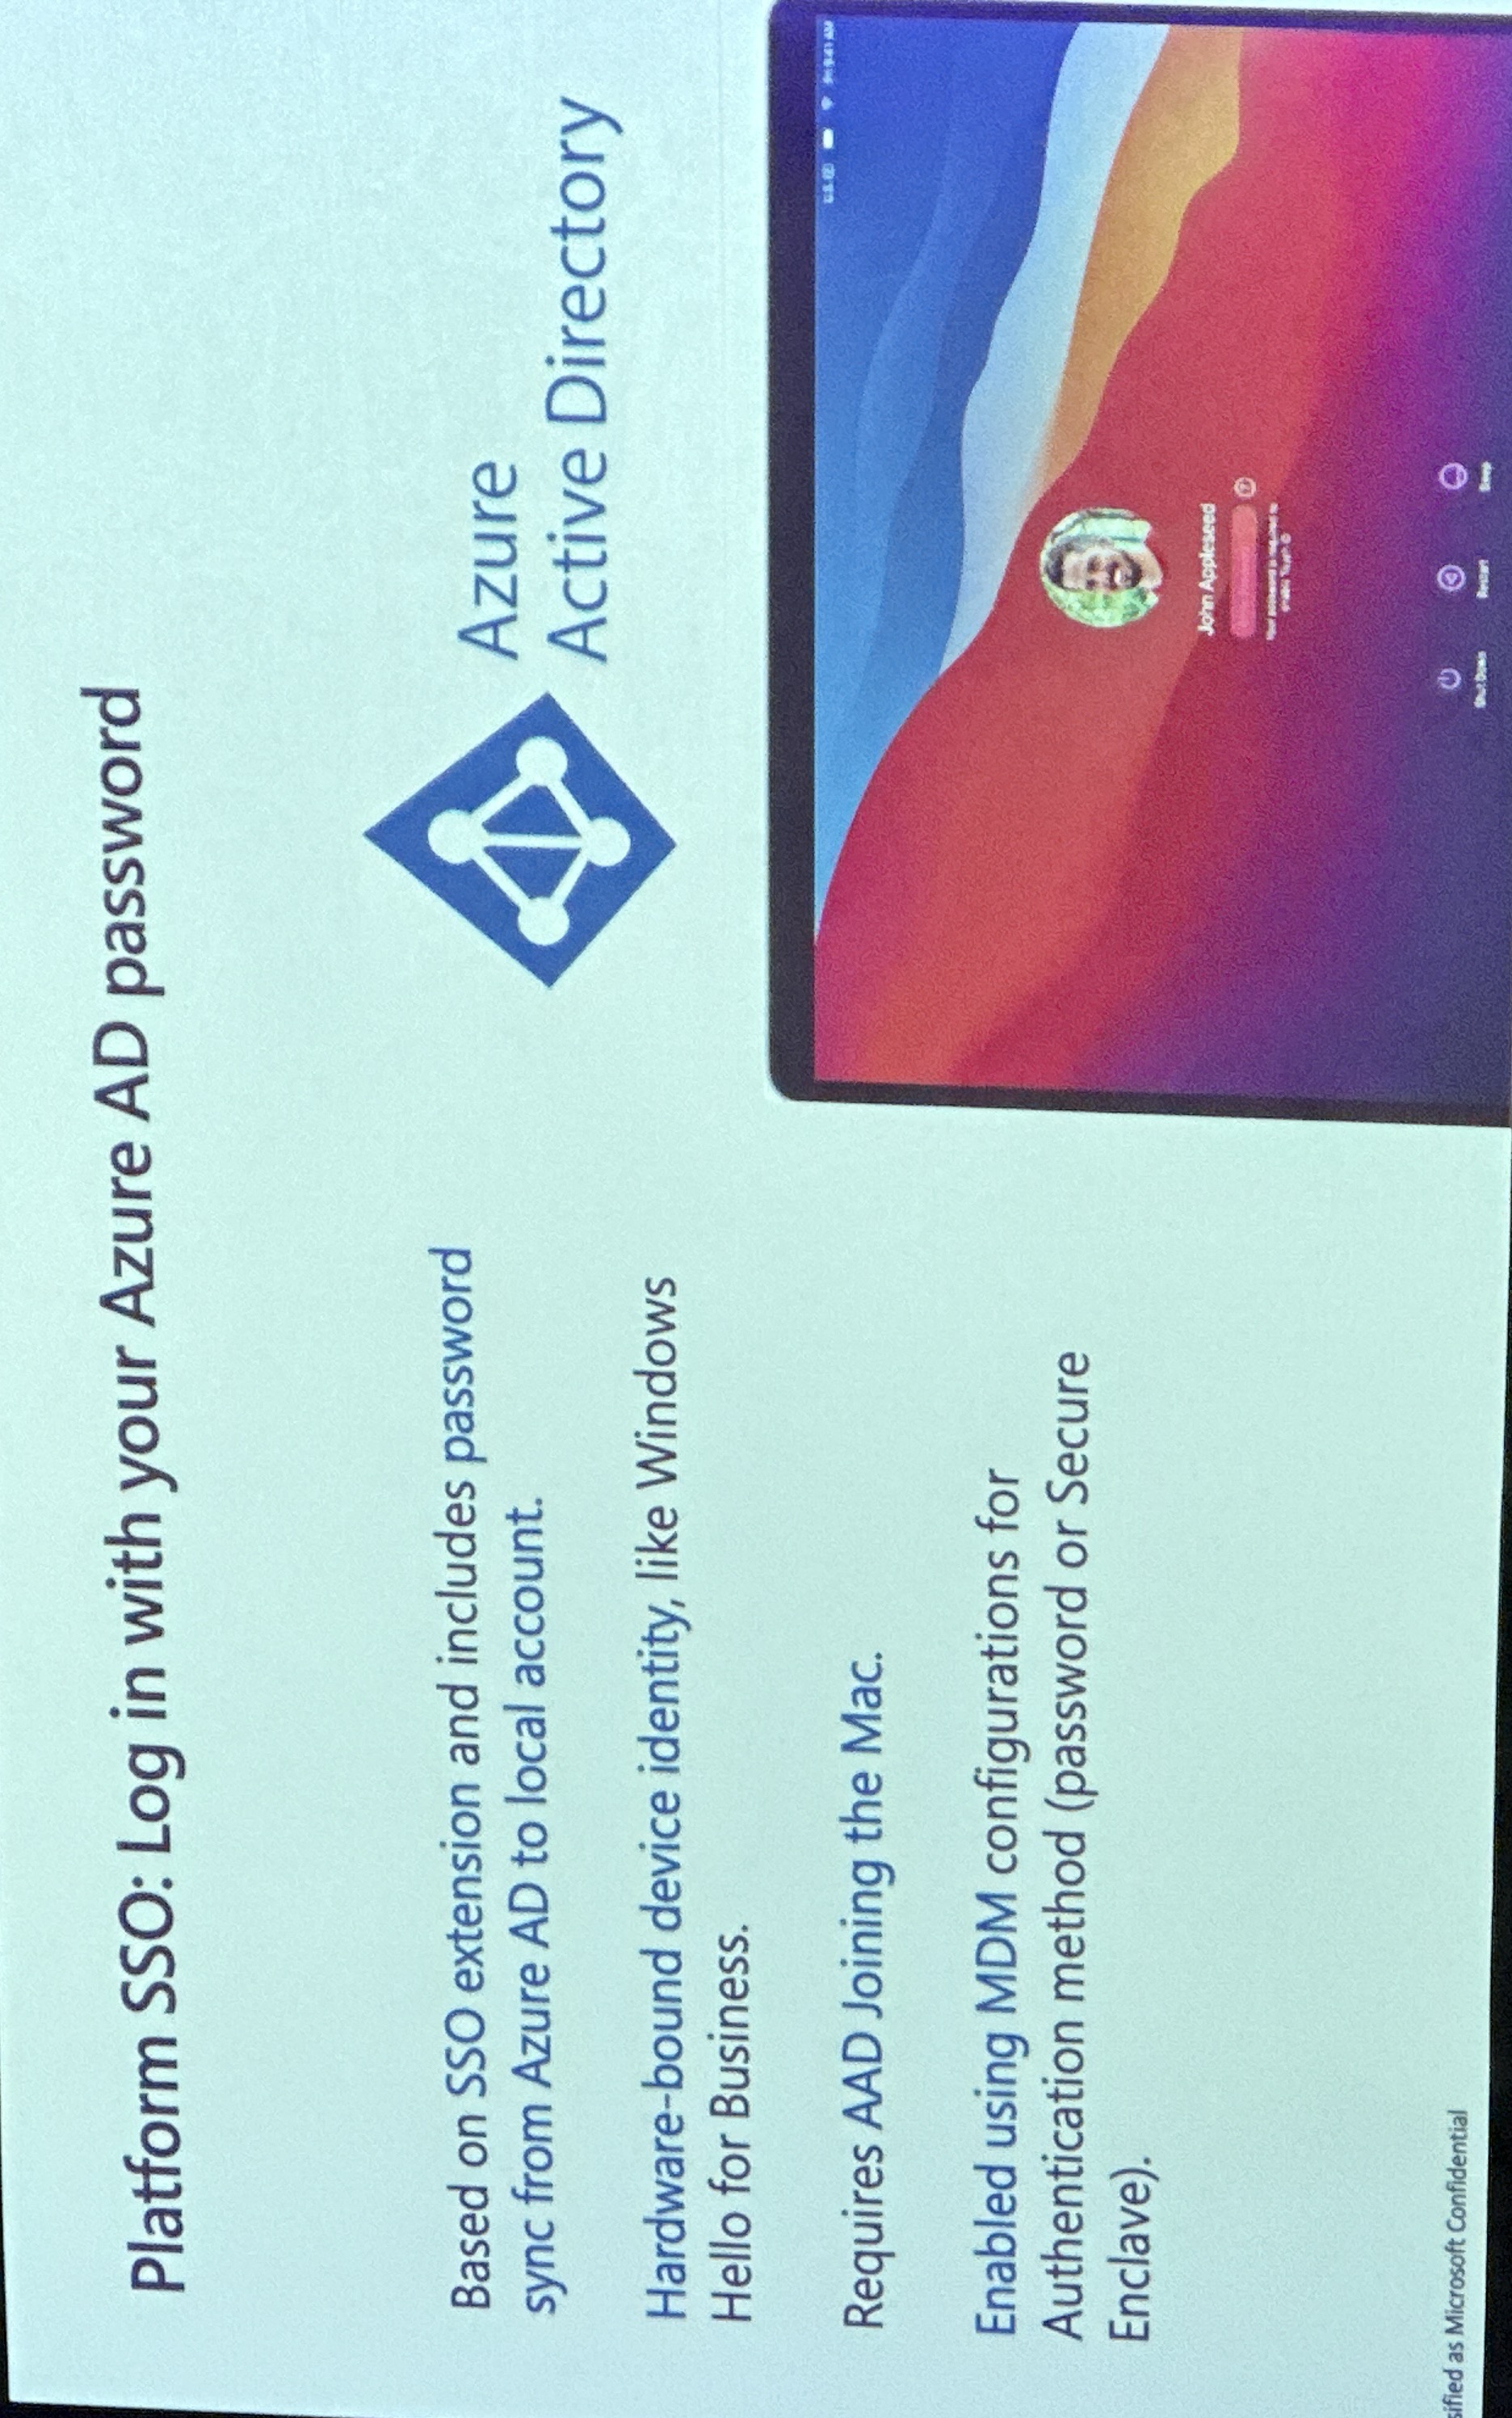 Platform SSO: Log in with your Azure AD password
Based on SSO extension and includes password
sync from Azure AD to local account.
Hardware-bound device identity, like Windows
Hello for Business.
Requires AAD Joining the Mac.
Enabled using MDM configurations for
Authentication method (password or Secure
Enclave).
Azure
Active Directory
John Appleseed
Your password is required to
enable Touch ID
Shut Down
Restart
Sleep
sified as Microsoft Confidential